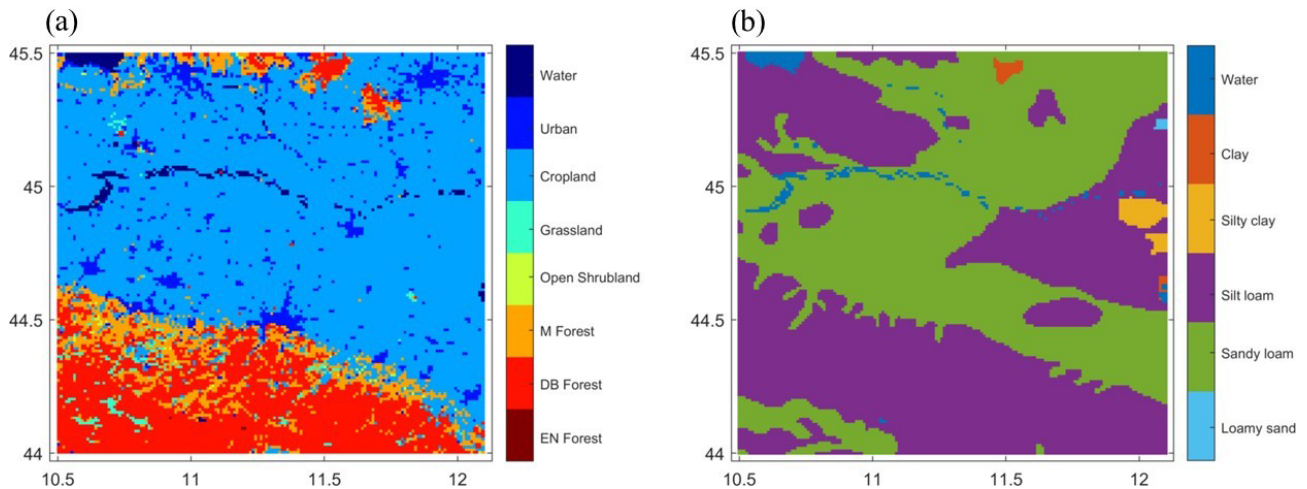 (a)
(b)
45.5
45
44.5
44
10.5
11
11.5
12
Water
Urban
Cropland
Grassland
Open Shrubland
M Forest
DB Forest
EN Forest
45.5
45
44.5
44
10.5
11
11.5
12
Water
Clay
Silty clay
Silt loam
Sandy loam
Loamy sand